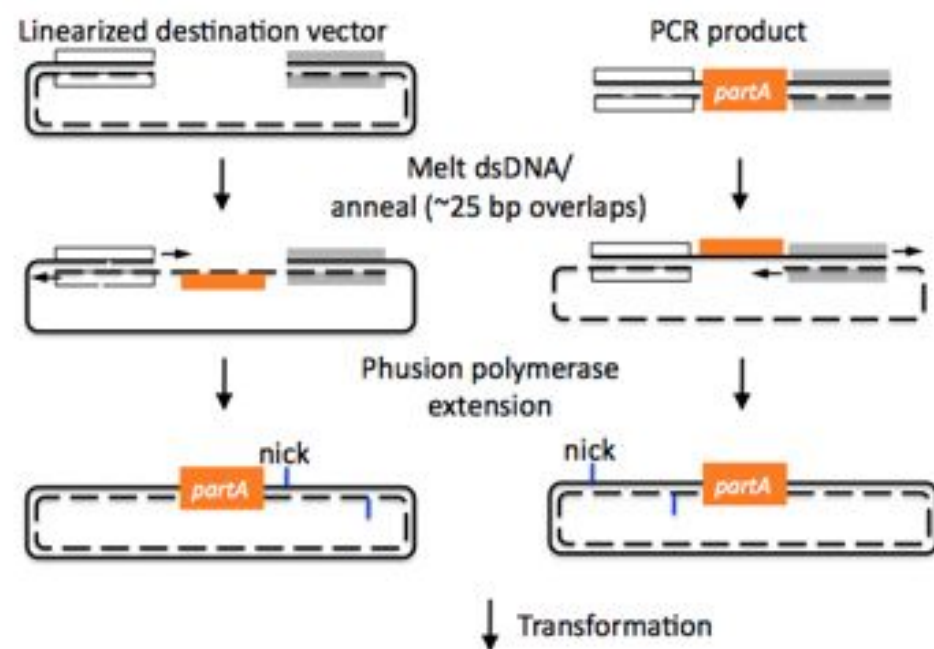 Linearized destination vector
PCR product
partA
Melt dsDNA/
anneal (~25 bp overlaps)
Phusion polymerase
extension
nick
partA
nick
partA
Transformation